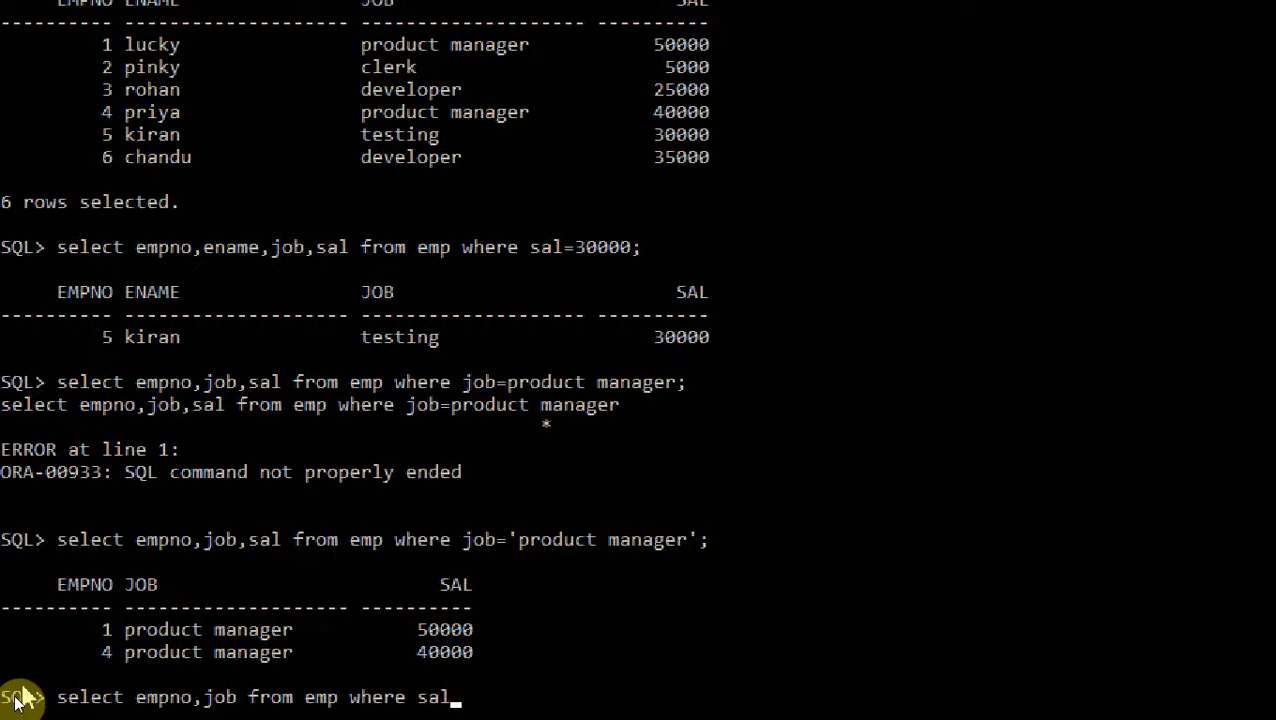 EMPNO ENAME JOB SAL
---------- -------------------- -------------------- ----------
1 lucky product manager 50000
2 pinky clerk 5000
3 rohan developer 25000
4 priya product manager 40000
5 kiran testing 30000
6 chandu developer 35000
6 rows selected.
SQL> select empno,ename,job,sal from emp where sal=30000;
EMPNO ENAME JOB SAL
---------- -------------------- -------------------- ----------
5 kiran testing 30000
SQL> select empno,job,sal from emp where job=product manager;
select empno,job,sal from emp where job=product manager
*
ERROR at line 1:
ORA-00933: SQL command not properly ended
SQL> select empno,job,sal from emp where job='product manager';
EMPNO JOB SAL
---------- -------------------- ----------
1 product manager 50000
4 product manager 40000
SQL> select empno,job from emp where sal_